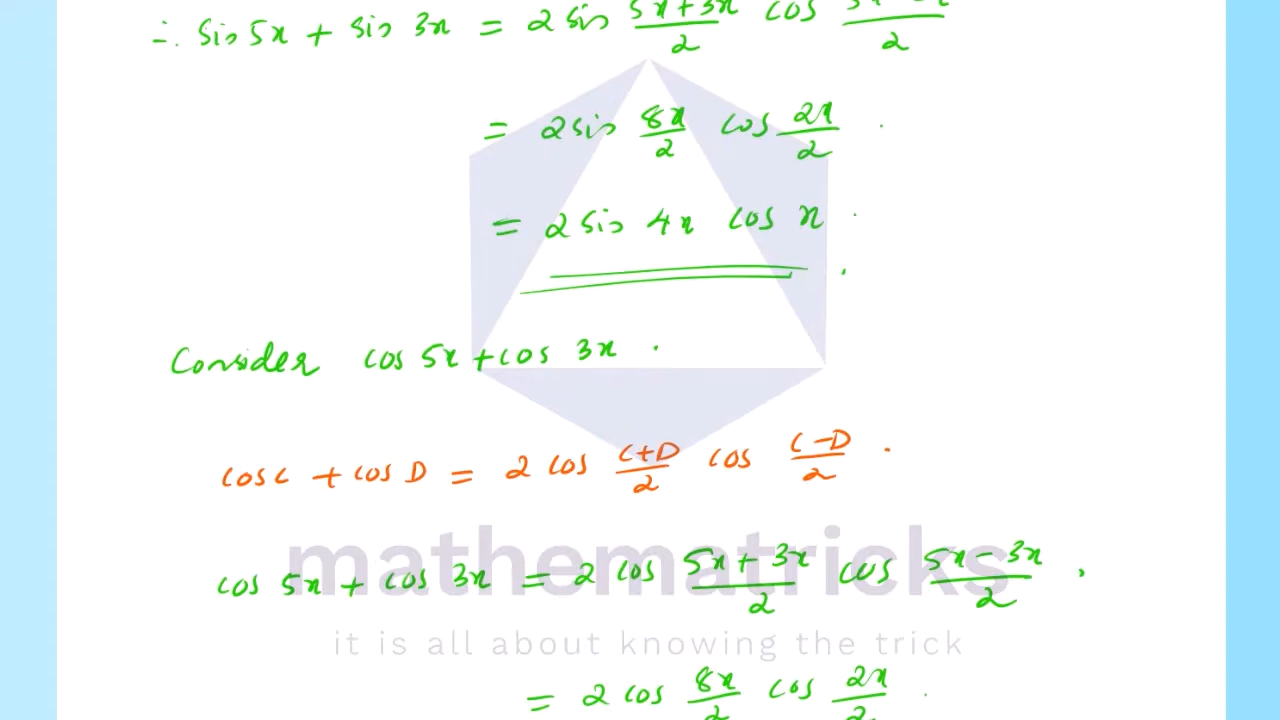 ∴ sin 5x + sin 3x = 2 sin (5x+3x)/2 cos
= 2 sin 8x/2 cos 2x/2 .
= 2 sin 4x cos x .
Consider cos 5x + cos 3x .
cos C + cos D = 2 cos (C+D)/2 cos (C-D)/2 .
mathematricks
cos 5x + cos 3x = 2 cos (5x+3x)/2 cos (5x-3x)/2 ,
it is all about knowing the trick
= 2 cos 8x/2 cos 2x/2 .